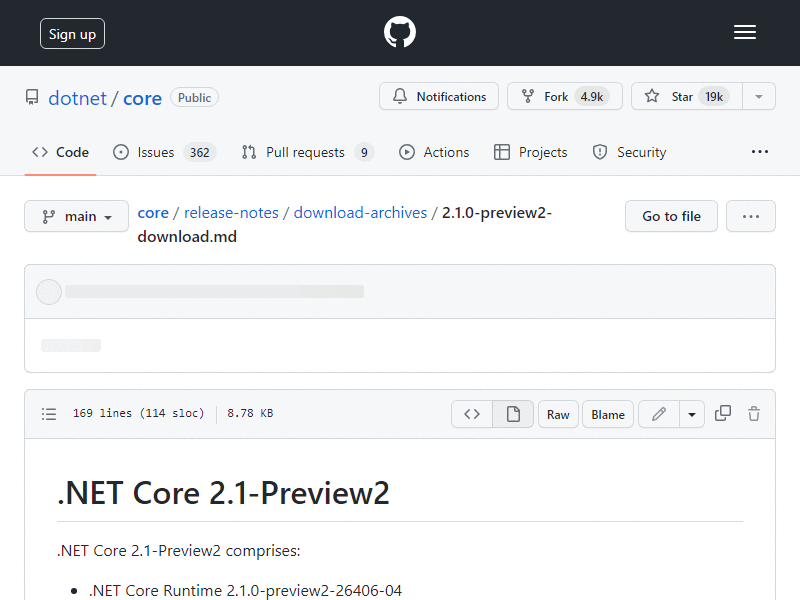 Sign up
dotnet / core Public
Notifications Fork 4.9k Star 19k
Code Issues 362 Pull requests 9 Actions Projects Security
main core / release-notes / download-archives / 2.1.0-preview2-
download.md
Go to file
169 lines (114 sloc) 8.78 KB Raw Blame
.NET Core 2.1-Preview2
.NET Core 2.1-Preview2 comprises:
.NET Core Runtime 2.1.0-preview2-26406-04